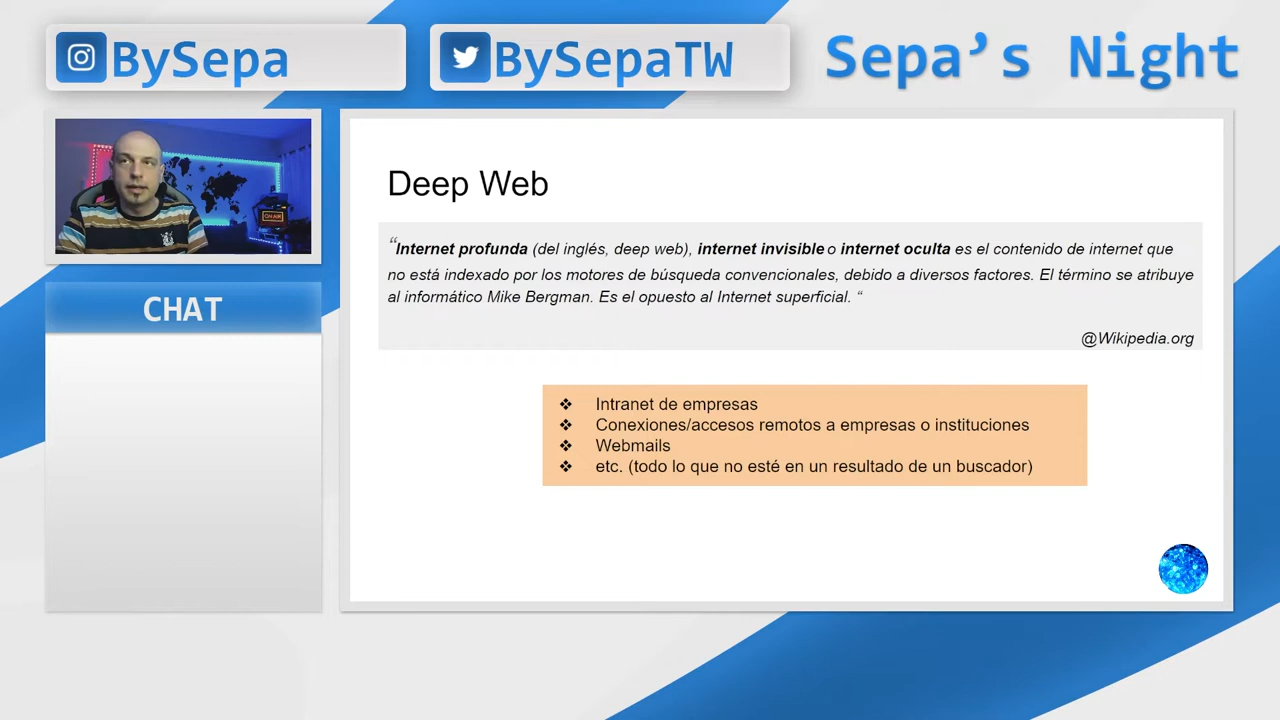 BySepa
BySepaTW
Sepa’s Night
ON AIR
CHAT
Deep Web
“Internet profunda (del inglés, deep web), internet invisible o internet oculta es el contenido de internet que
no está indexado por los motores de búsqueda convencionales, debido a diversos factores. El término se atribuye
al informático Mike Bergman. Es el opuesto al Internet superficial. “
@Wikipedia.org
❖ Intranet de empresas
❖ Conexiones/accesos remotos a empresas o instituciones
❖ Webmails
❖ etc. (todo lo que no esté en un resultado de un buscador)